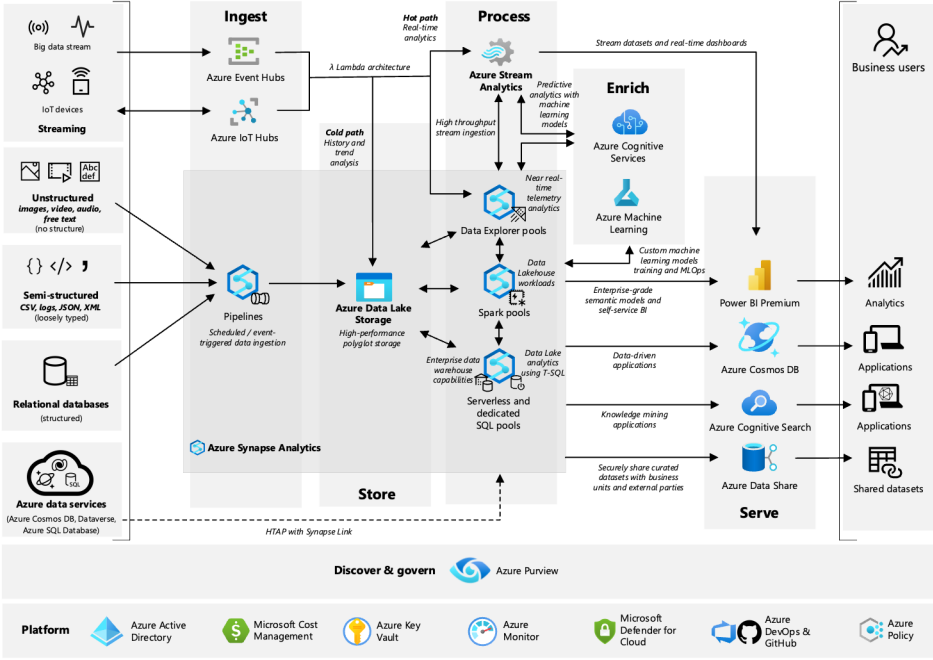 Ingest
Process
Hot path
Real-time
analytics
Big data stream
IoT devices
Streaming
Azure Event Hubs
Azure IoT Hubs
λ Lambda architecture
Azure Stream
Analytics
Stream datasets and real-time dashboards
Business users
Predictive
analytics with
machine
learning
models
High throughput
stream ingestion
Enrich
Azure Cognitive
Services
Azure Machine
Learning
Cold path
History and
trend
analysis
Abc
def
Unstructured
images, video, audio,
free text
(no structure)
Near real-
time
telemetry
analytics
Data Explorer pools
Custom machine
learning models
training and MLOps
{ } </> ,
Semi-structured
CSV, logs, JSON, XML
(loosely typed)
Pipelines
Scheduled / event-
triggered data ingestion
Azure Data Lake
Storage
High-performance
polyglot storage
Data
Lakehouse
workloads
Spark pools
Enterprise-grade
semantic models and
self-service BI
Power BI Premium
Analytics
Enterprise data
warehouse
capabilities
Data Lake
analytics
using T-SQL
Serverless and
dedicated
SQL pools
Data-driven
applications
Azure Cosmos DB
Applications
Relational databases
(structured)
Knowledge mining
applications
Azure Cognitive Search
Applications
Azure Synapse Analytics
Securely share curated
datasets with business
units and external parties
Azure Data Share
Shared datasets
SQL
Azure data services
(Azure Cosmos DB, Dataverse,
Azure SQL Database)
Store
Serve
HTAP with Synapse Link
Discover & govern
Azure Purview
Platform
Azure Active
Directory
Microsoft Cost
Management
Azure Key
Vault
Azure
Monitor
Microsoft
Defender for
Cloud
Azure
DevOps &
GitHub
Azure
Policy